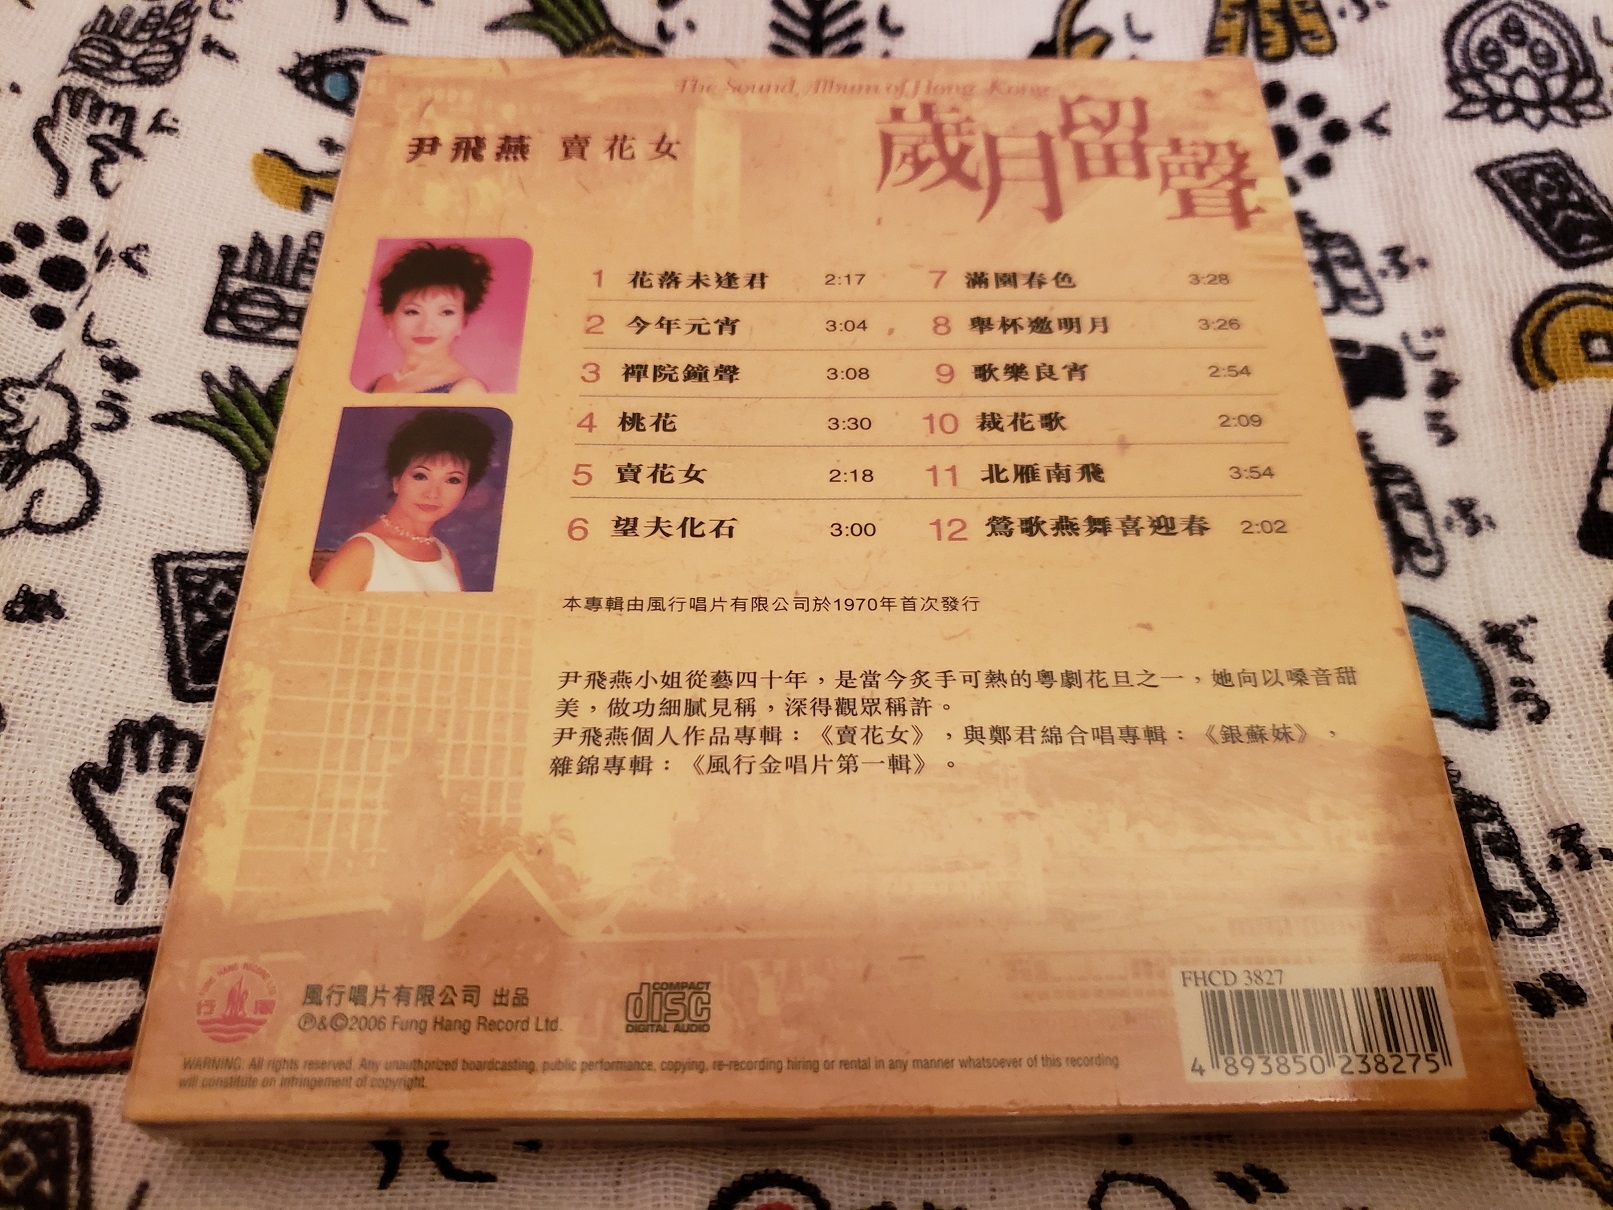 The Sound Album of Hong Kong
歲月留聲
尹飛燕 賣花女
1 花落未逢君 2:17
2 今年元宵 3:04
3 禪院鐘聲 3:08
4 桃花 3:30
5 賣花女 2:18
6 望夫化石 3:00
7 滿園春色 3:28
8 舉杯邀明月 3:26
9 歌樂良宵 2:54
10 裁花歌 2:09
11 北雁南飛 3:54
12 鶯歌燕舞喜迎春 2:02
本專輯由風行唱片有限公司於1970年首次發行
尹飛燕小姐從藝四十年，是當今炙手可熱的粵劇花旦之一，她向以嗓音甜
美，做功細膩見稱，深得觀眾稱許。
尹飛燕個人作品專輯：《賣花女》，與鄭君綿合唱專輯：《銀蘇妹》，
雜錦專輯：《風行金唱片第一輯》。
FUNG HANG RECORD LTD
行 風
風行唱片有限公司 出品
Ⓟ&©2006 Fung Hang Record Ltd.
COMPACT
disc
DIGITAL AUDIO
FHCD 3827
4 893850 238275
WARNING: All rights reserved. Any unauthorized boardcasting, public performance, copying, re-recording hiring or rental in any manner whatsoever of this recording
will constitute an infringement of copyright.